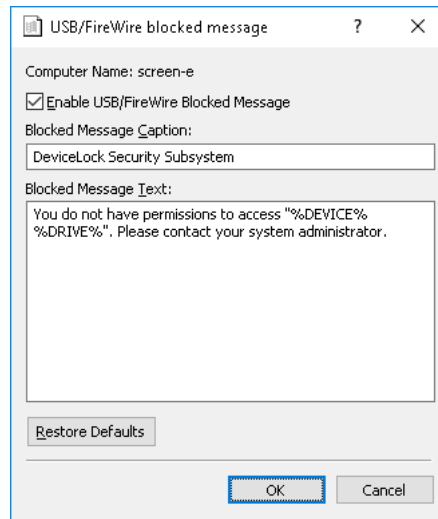 USB/FireWire blocked message
Computer Name: screen-e
Enable USB/FireWire Blocked Message
Blocked Message Caption:
DeviceLock Security Subsystem
Blocked Message Text:
You do not have permissions to access "%DEVICE%
%DRIVE%". Please contact your system administrator.
Restore Defaults
OK Cancel